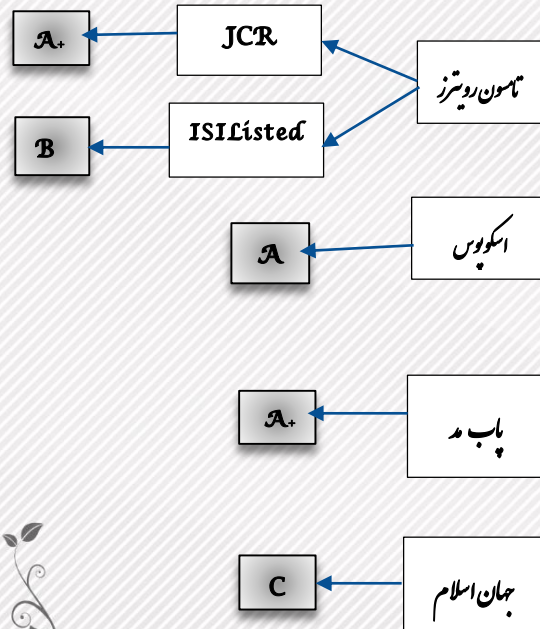 تامسون رویترز
JCR
A+
ISIListed
B
اسکوپوس
A
پاب مد
A+
جهان اسلام
C